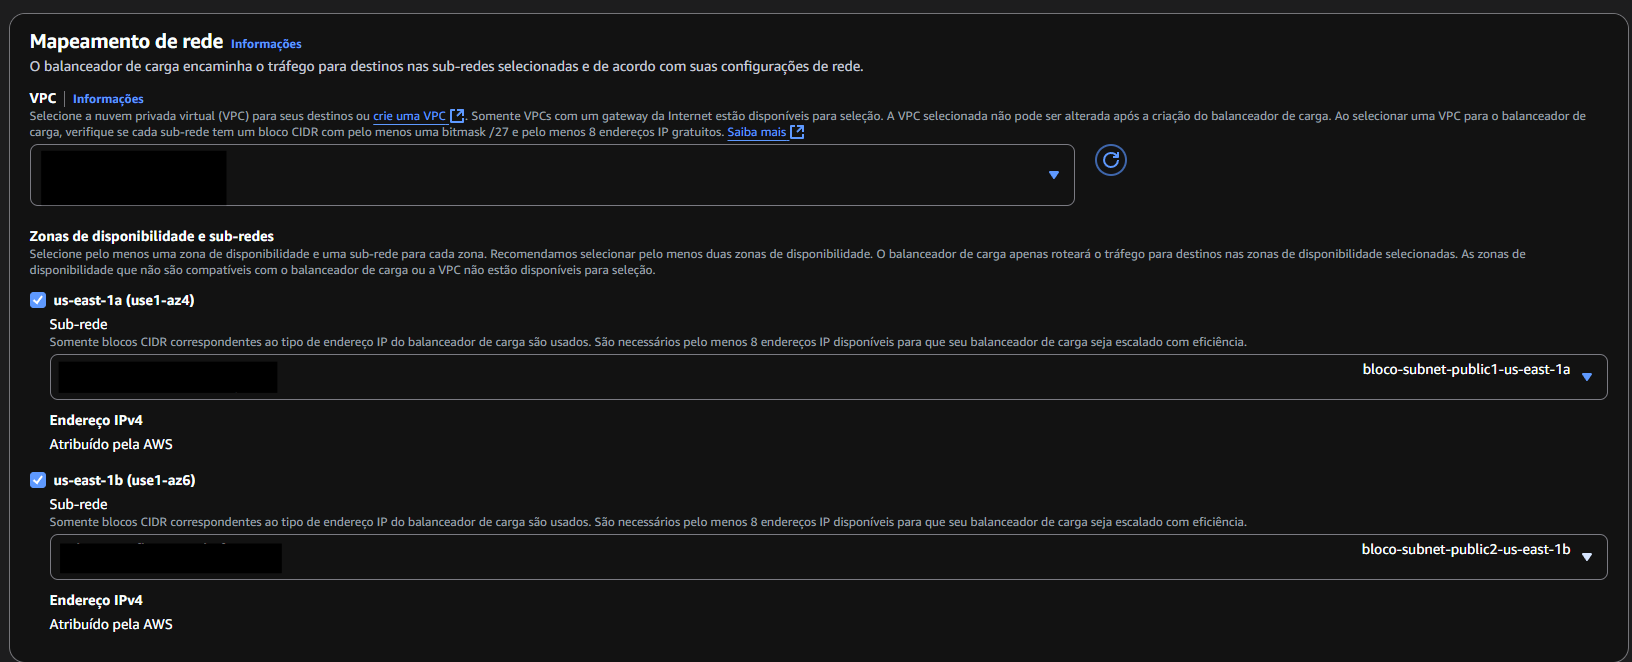 Mapeamento de rede Informações
O balanceador de carga encaminha o tráfego para destinos nas sub-redes selecionadas e de acordo com suas configurações de rede.
VPC | Informações
Selecione a nuvem privada virtual (VPC) para seus destinos ou crie uma VPC. Somente VPCs com um gateway da Internet estão disponíveis para seleção. A VPC selecionada não pode ser alterada após a criação do balanceador de carga. Ao selecionar uma VPC para o balanceador de
carga, verifique se cada sub-rede tem um bloco CIDR com pelo menos uma bitmask /27 e pelo menos 8 endereços IP gratuitos. Saiba mais
Zonas de disponibilidade e sub-redes
Selecione pelo menos uma zona de disponibilidade e uma sub-rede para cada zona. Recomendamos selecionar pelo menos duas zonas de disponibilidade. O balanceador de carga apenas roteará o tráfego para destinos nas zonas de disponibilidade selecionadas. As zonas de
disponibilidade que não são compatíveis com o balanceador de carga ou a VPC não estão disponíveis para seleção.
us-east-1a (use1-az4)
Sub-rede
Somente blocos CIDR correspondentes ao tipo de endereço IP do balanceador de carga são usados. São necessários pelo menos 8 endereços IP disponíveis para que seu balanceador de carga seja escalado com eficiência.
bloco-subnet-public1-us-east-1a
Endereço IPv4
Atribuído pela AWS
us-east-1b (use1-az6)
Sub-rede
Somente blocos CIDR correspondentes ao tipo de endereço IP do balanceador de carga são usados. São necessários pelo menos 8 endereços IP disponíveis para que seu balanceador de carga seja escalado com eficiência.
bloco-subnet-public2-us-east-1b
Endereço IPv4
Atribuído pela AWS